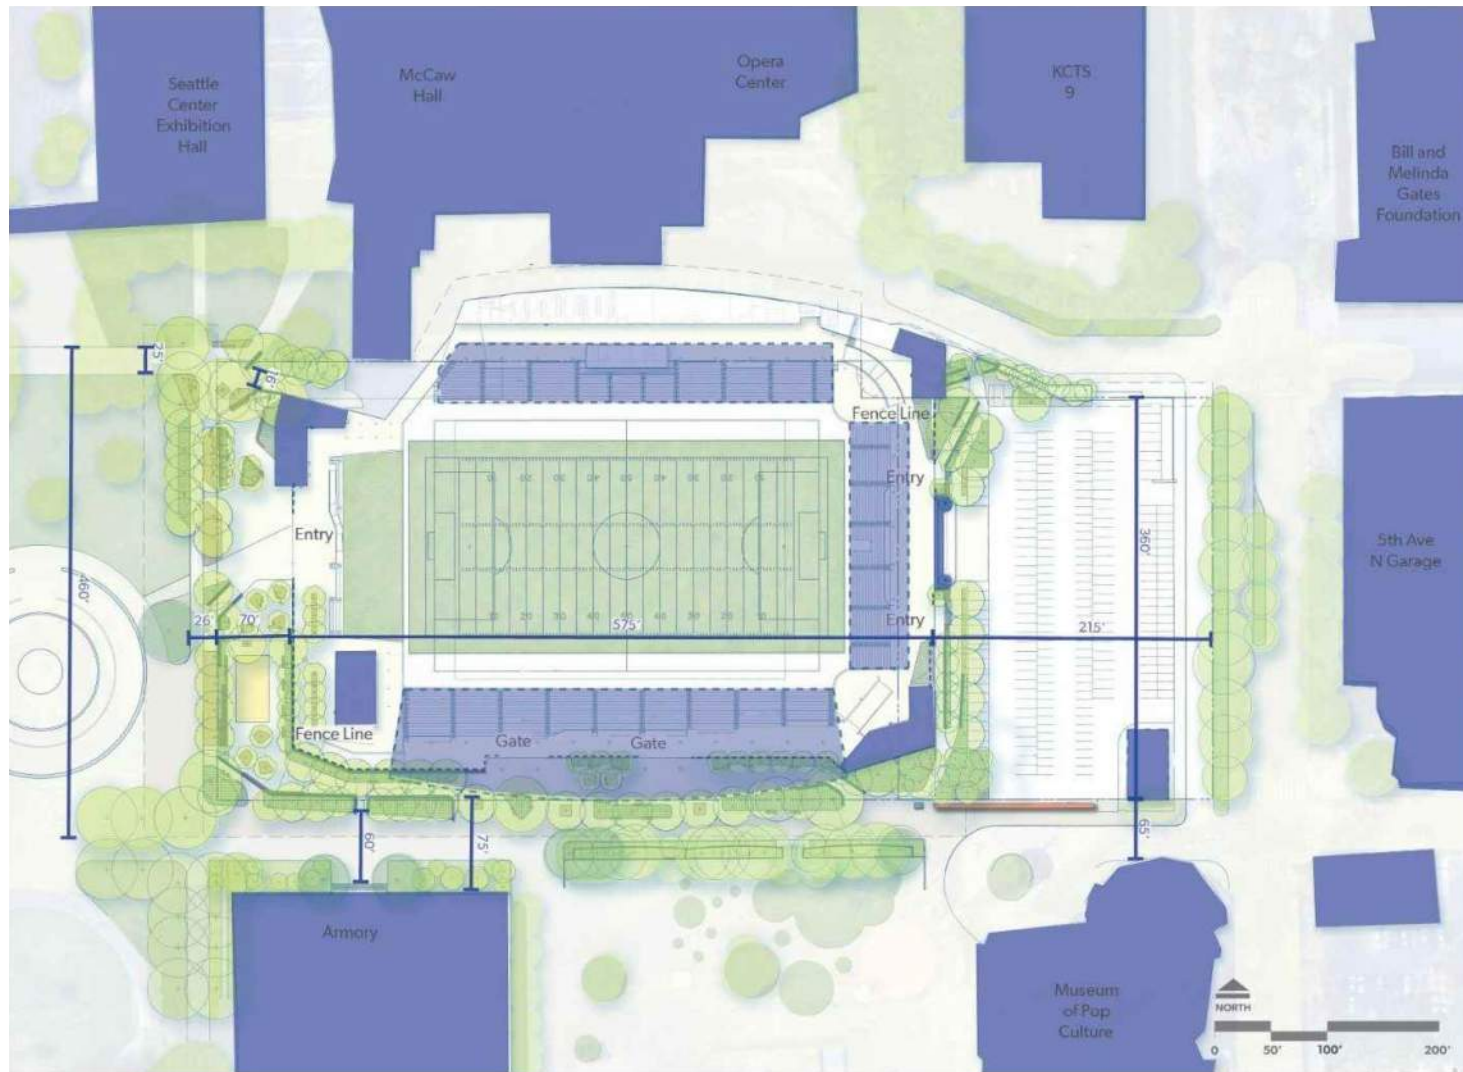 Seattle
Center
Exhibition
Hall
McCaw
Hall
Opera
Center
KCTS
9
Bill and
Melinda
Gates
Foundation
25'
16'
Fence Line
Entry
Entry
460'
360'
5th Ave
N Garage
26'
70'
575'
Entry
215'
Fence Line
Gate
Gate
60'
75'
65'
Armory
Museum
of Pop
Culture
NORTH
0
50'
100'
200'